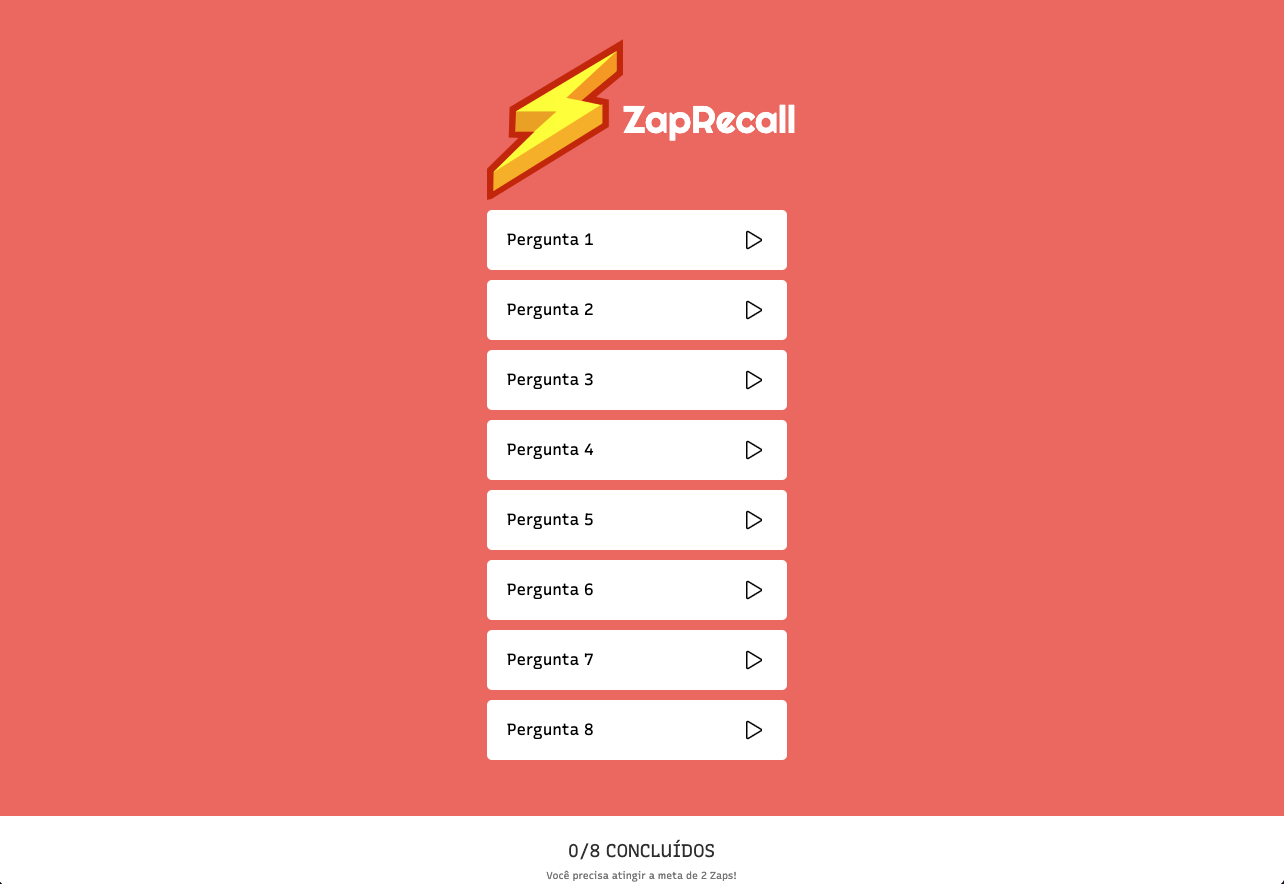 ZapRecall
Pergunta 1
Pergunta 2
Pergunta 3
Pergunta 4
Pergunta 5
Pergunta 6
Pergunta 7
Pergunta 8
0/8 CONCLUÍDOS
Você precisa atingir a meta de 2 Zaps!